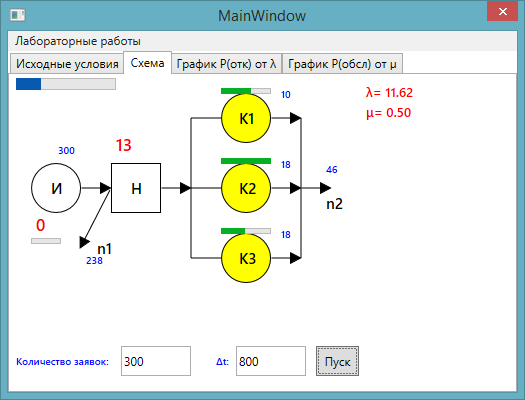 MainWindow
Лабораторные работы
Исходные условия
Схема
График P(отк) от λ
График P(обсл) от μ
λ= 11.62
μ= 0.50
10
К1
13
300
18
46
И
Н
К2
n2
0
18
n1
К3
238
Количество заявок:
300
Δt:
800
Пуск